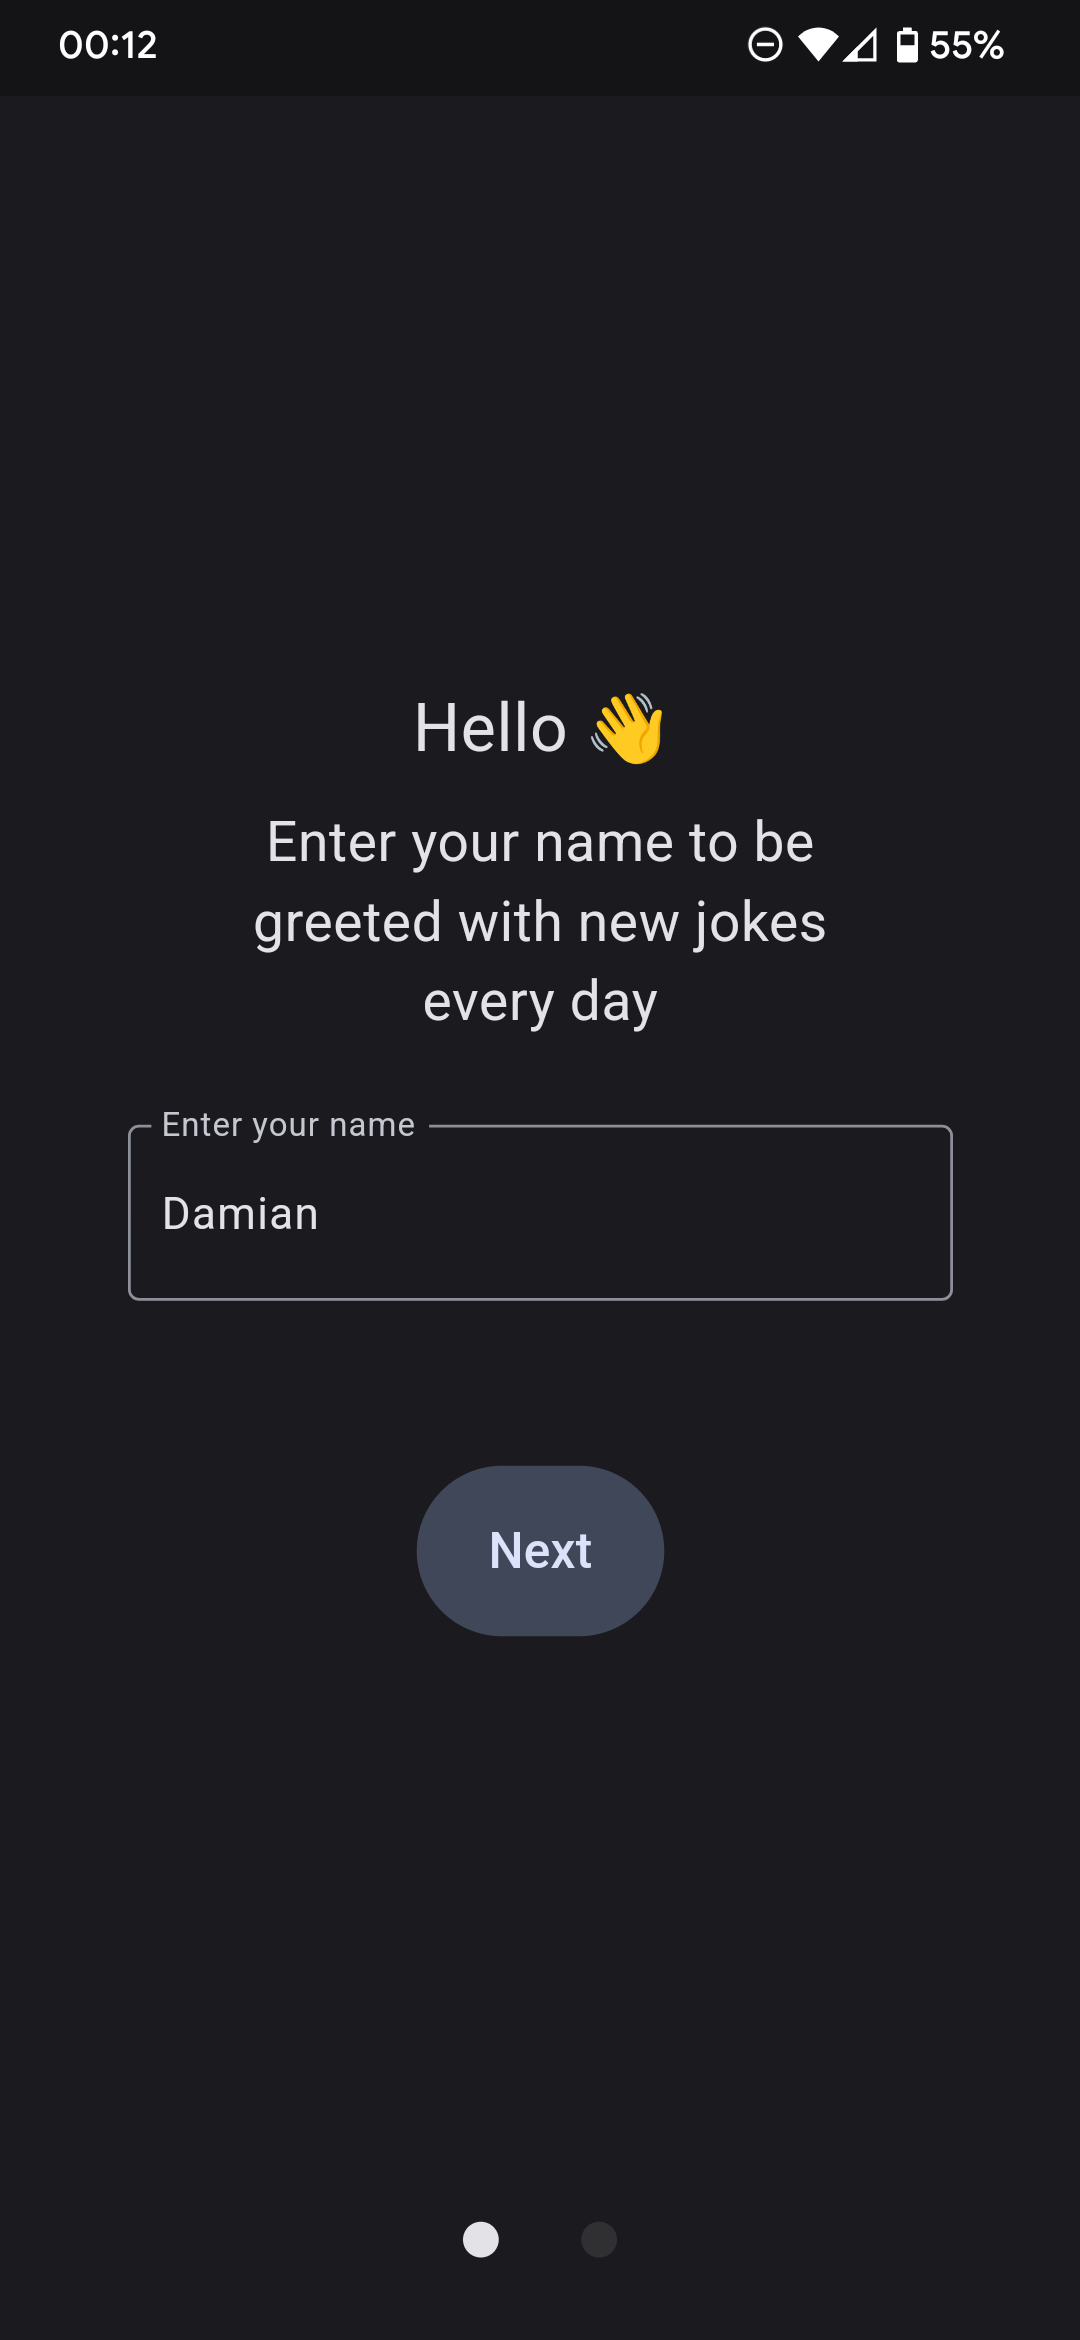 00:12 55%
Hello 👋
Enter your name to be
greeted with new jokes
every day
Enter your name
Damian
Next